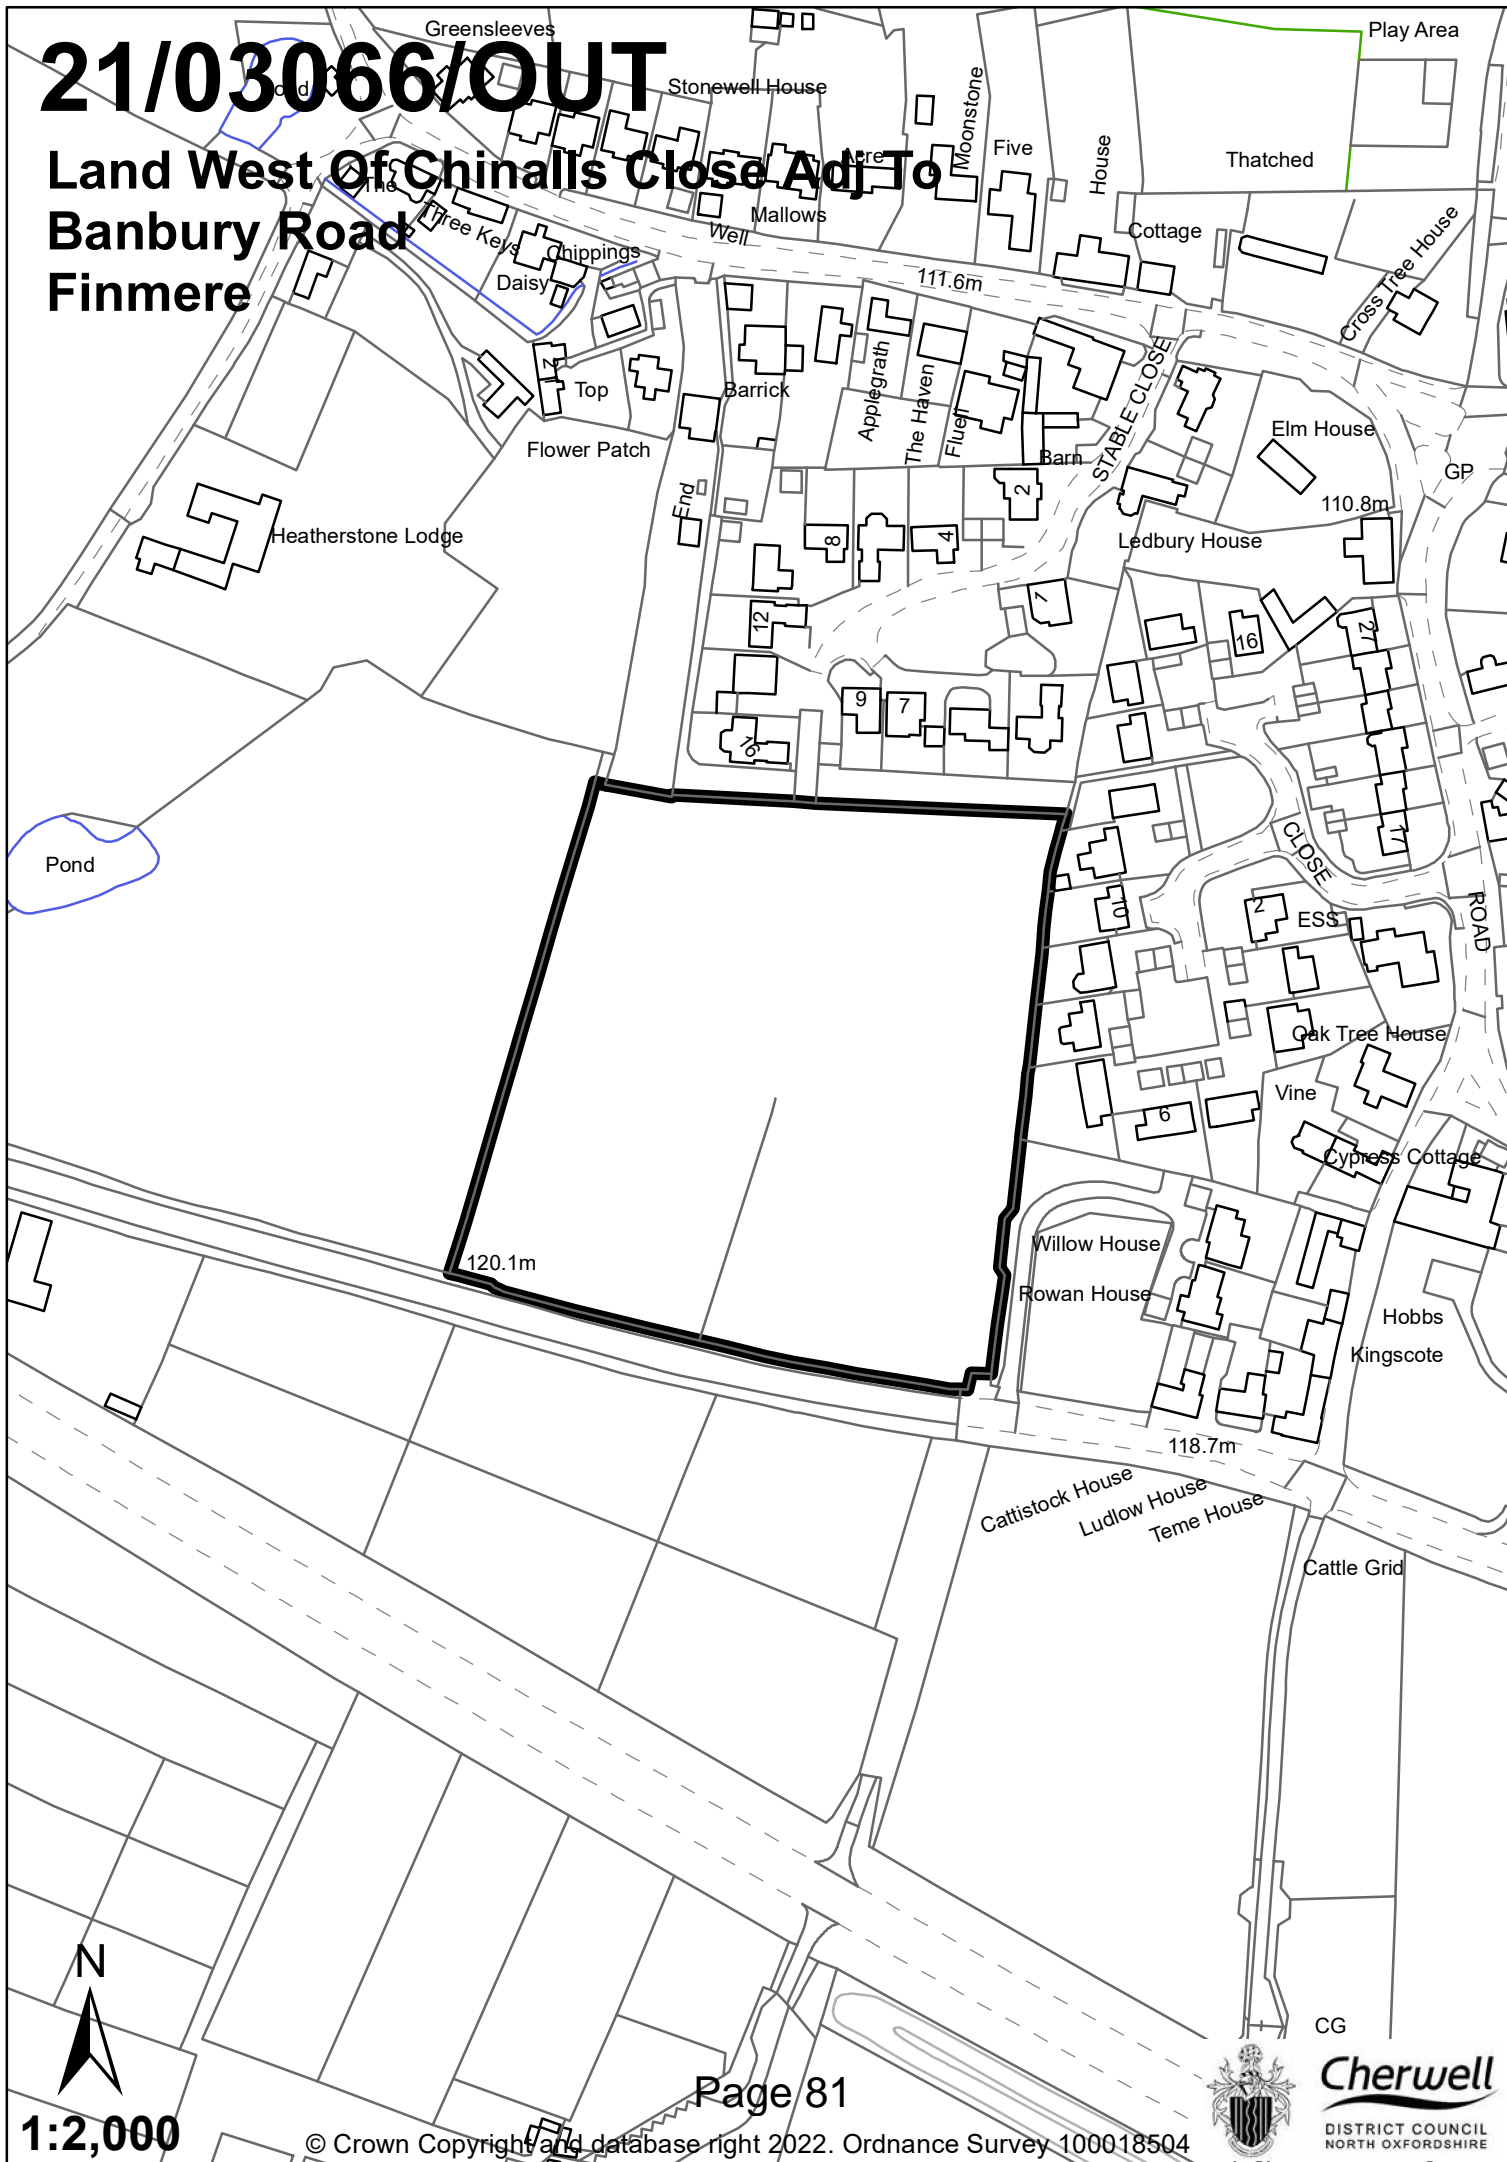 Greensleeves
Play Area
21/03066/OUT
Pond
Stonewell House
Moonstone
Five
House
Thatched
Land West Of Chinalls Close Adj To
Acre
The
Banbury Road
Three Keys
Mallows
Well
Cottage
Cross Tree House
Chippings
Daisy
Finmere
111.6m
STABLE CLOSE
21
Top
Barrick
Applegrath
The Haven
Fluell
Flower Patch
Barn
Elm House
GP
End
2
110.8m
Heatherstone Lodge
8
4
Ledbury House
1
12
16
27
9
7
16
Pond
CLOSE
17
10
2
ESS
ROAD
Oak Tree House
Vine
6
Cypress Cottage
Willow House
120.1m
Rowan House
Hobbs
Kingscote
118.7m
Cattistock House
Ludlow House
Teme House
Cattle Grid
N
CG
Page 81
1:2,000
© Crown Copyright and database right 2022. Ordnance Survey 100018504
Cherwell
DISTRICT COUNCIL
NORTH OXFORDSHIRE